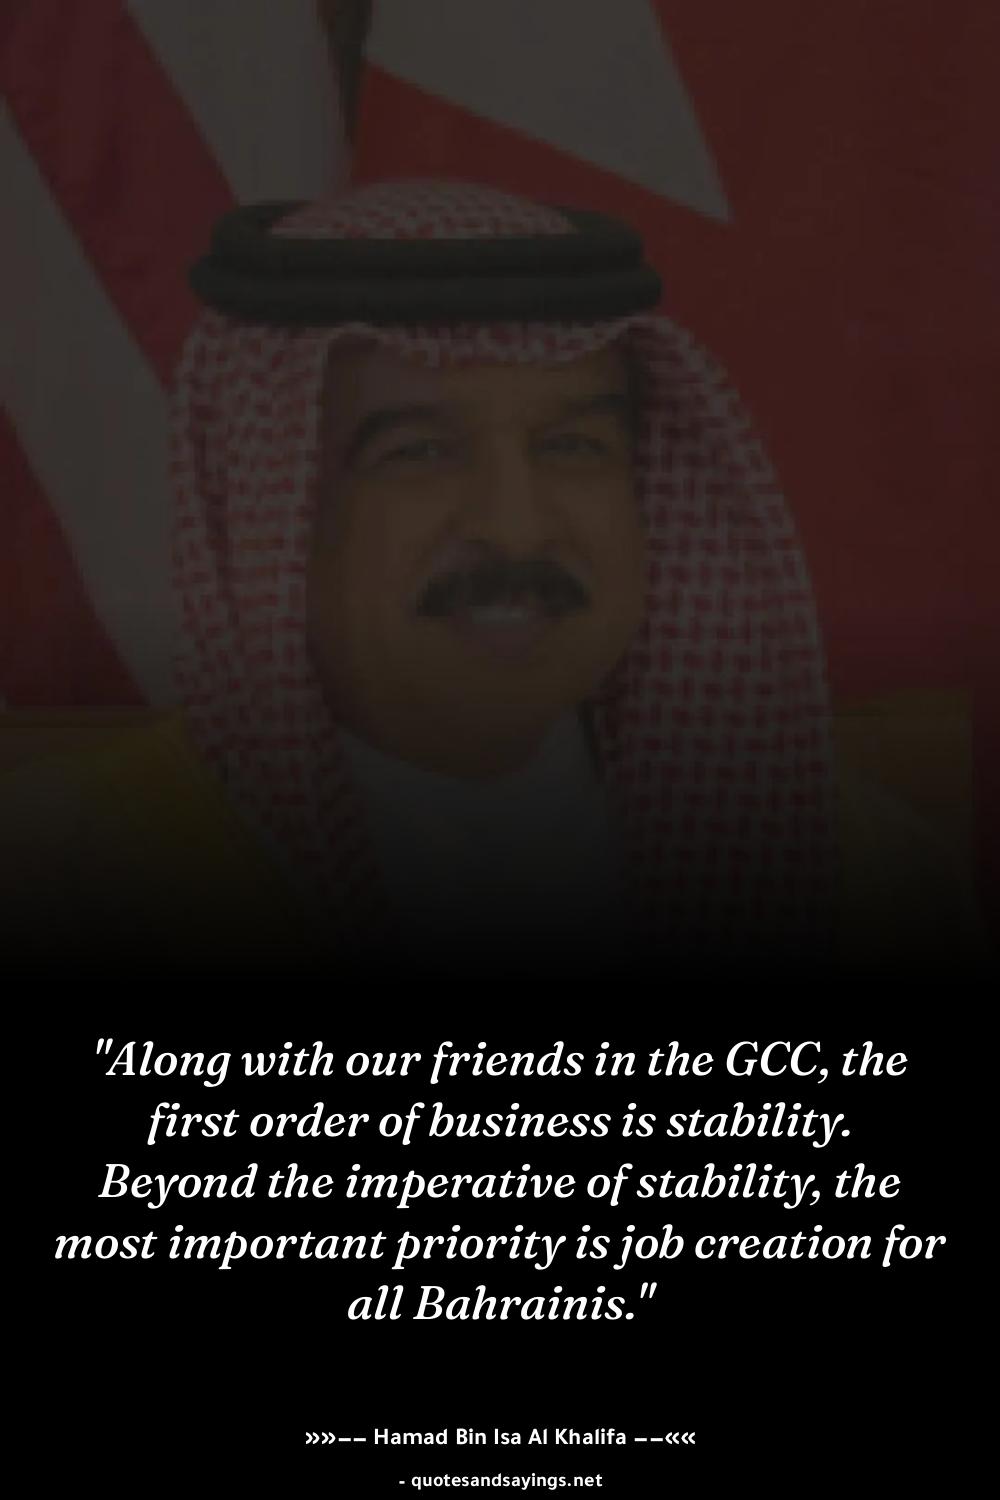 "Along with our friends in the GCC, the
first order of business is stability.
Beyond the imperative of stability, the
most important priority is job creation for
all Bahrainis."
»»–– Hamad Bin Isa Al Khalifa ––««
- quotesandsayings.net